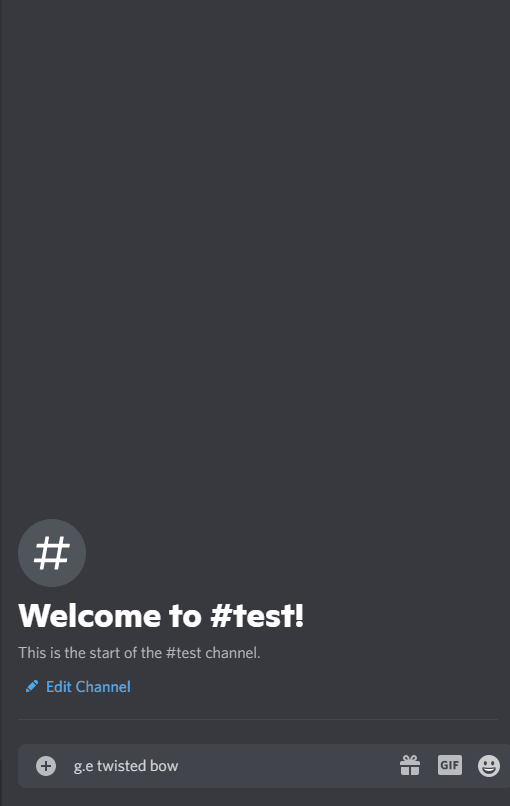 #
Welcome to #test!
This is the start of the #test channel.
Edit Channel
g.e twisted bow
GIF